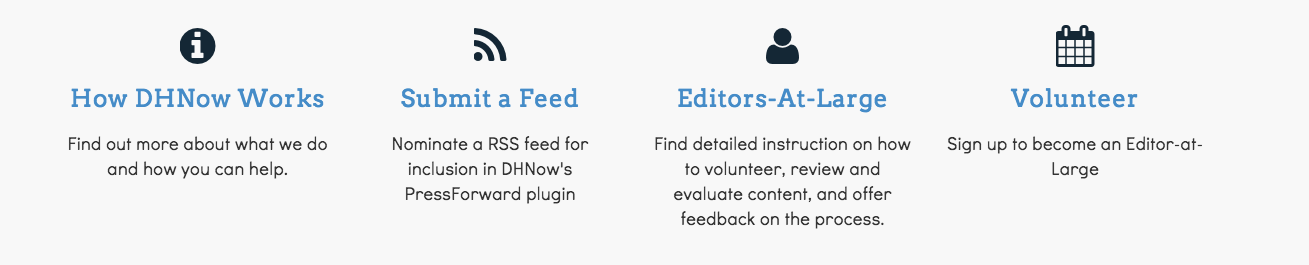 How DHNow Works
Find out more about what we do
and how you can help.
Submit a Feed
Nominate a RSS feed for
inclusion in DHNow's
PressForward plugin
Editors-At-Large
Find detailed instruction on how
to volunteer, review and
evaluate content, and offer
feedback on the process.
Volunteer
Sign up to become an Editor-at-
Large